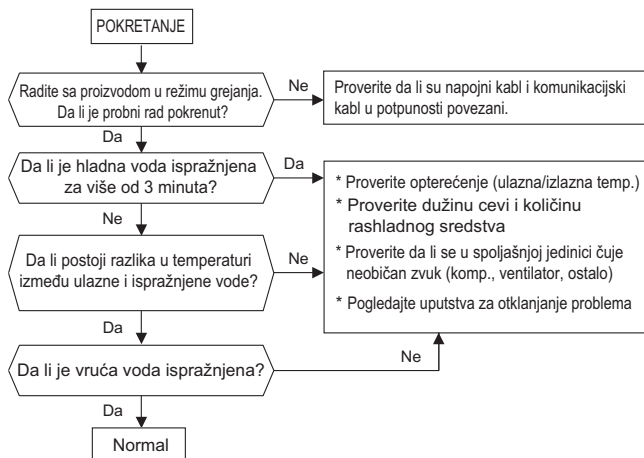 POKRETANJE
Radite sa proizvodom u režimu grejanja.
Da li je probni rad pokrenut?
Ne
Proverite da li su napojni kabl i komunikacijski
kabl u potpunosti povezani.
Da
Da li je hladna voda ispražnjena
za više od 3 minuta?
Da
* Proverite opterećenje (ulazna/izlazna temp.)
* Proverite dužinu cevi i količinu
rashladnog sredstva
* Proverite da li se u spoljašnjoj jedinici čuje
neobičan zvuk (komp., ventilator, ostalo)
* Pogledajte uputstva za otklanjanje problema
Ne
Da li postoji razlika u temperaturi
između ulazne i ispražnjene vode?
Ne
Da
Da li je vruća voda ispražnjena?
Ne
Da
Normal